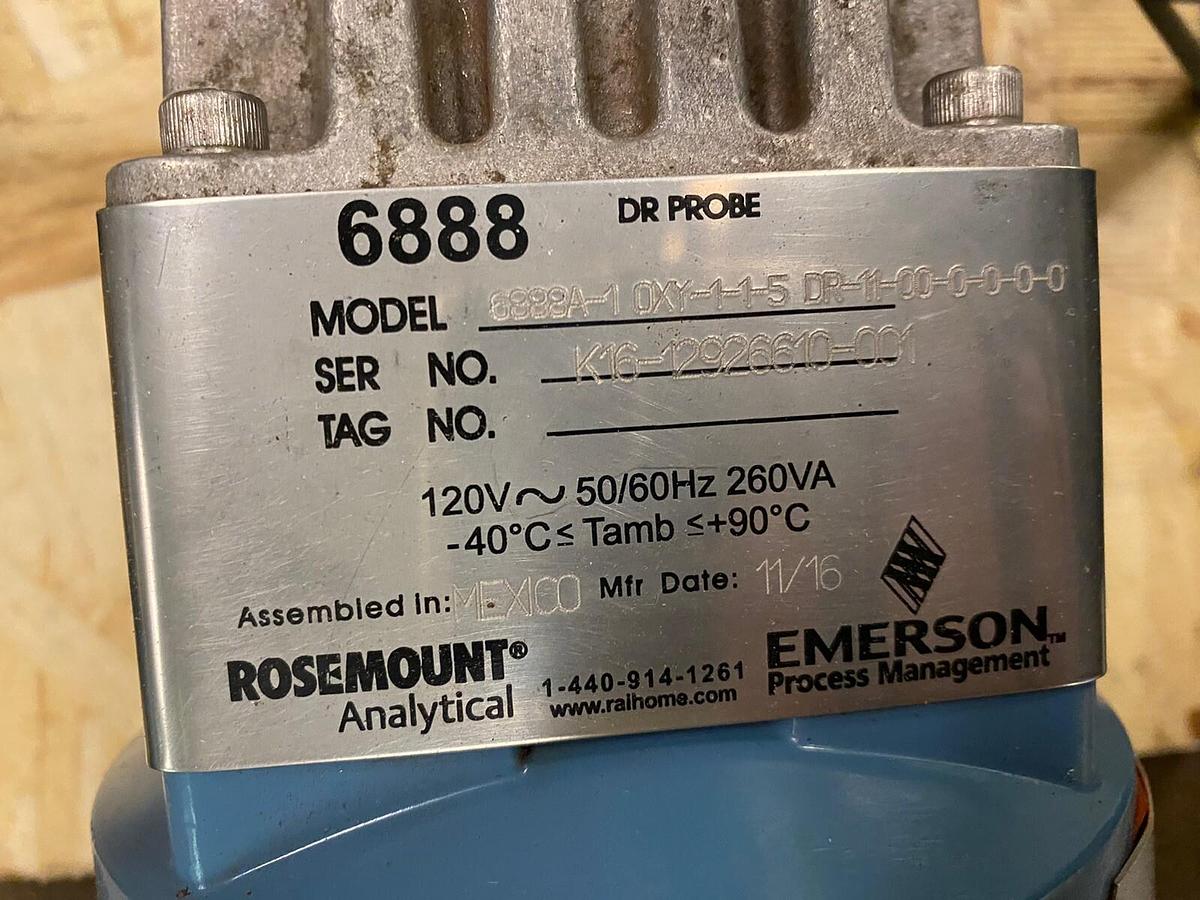 6888 DR PROBE
MODEL 6888A-1 OXY-1-1-5 DR-11-00-0-0-0-0
SER NO. K16-12926610-001
TAG NO.
120V~ 50/60Hz 260VA
-40°C≤ Tamb ≤+90°C
Assembled In: MEXICO Mfr Date: 11/16
ROSEMOUNT®
Analytical
1-440-914-1261
www.raihome.com
EMERSON™
Process Management